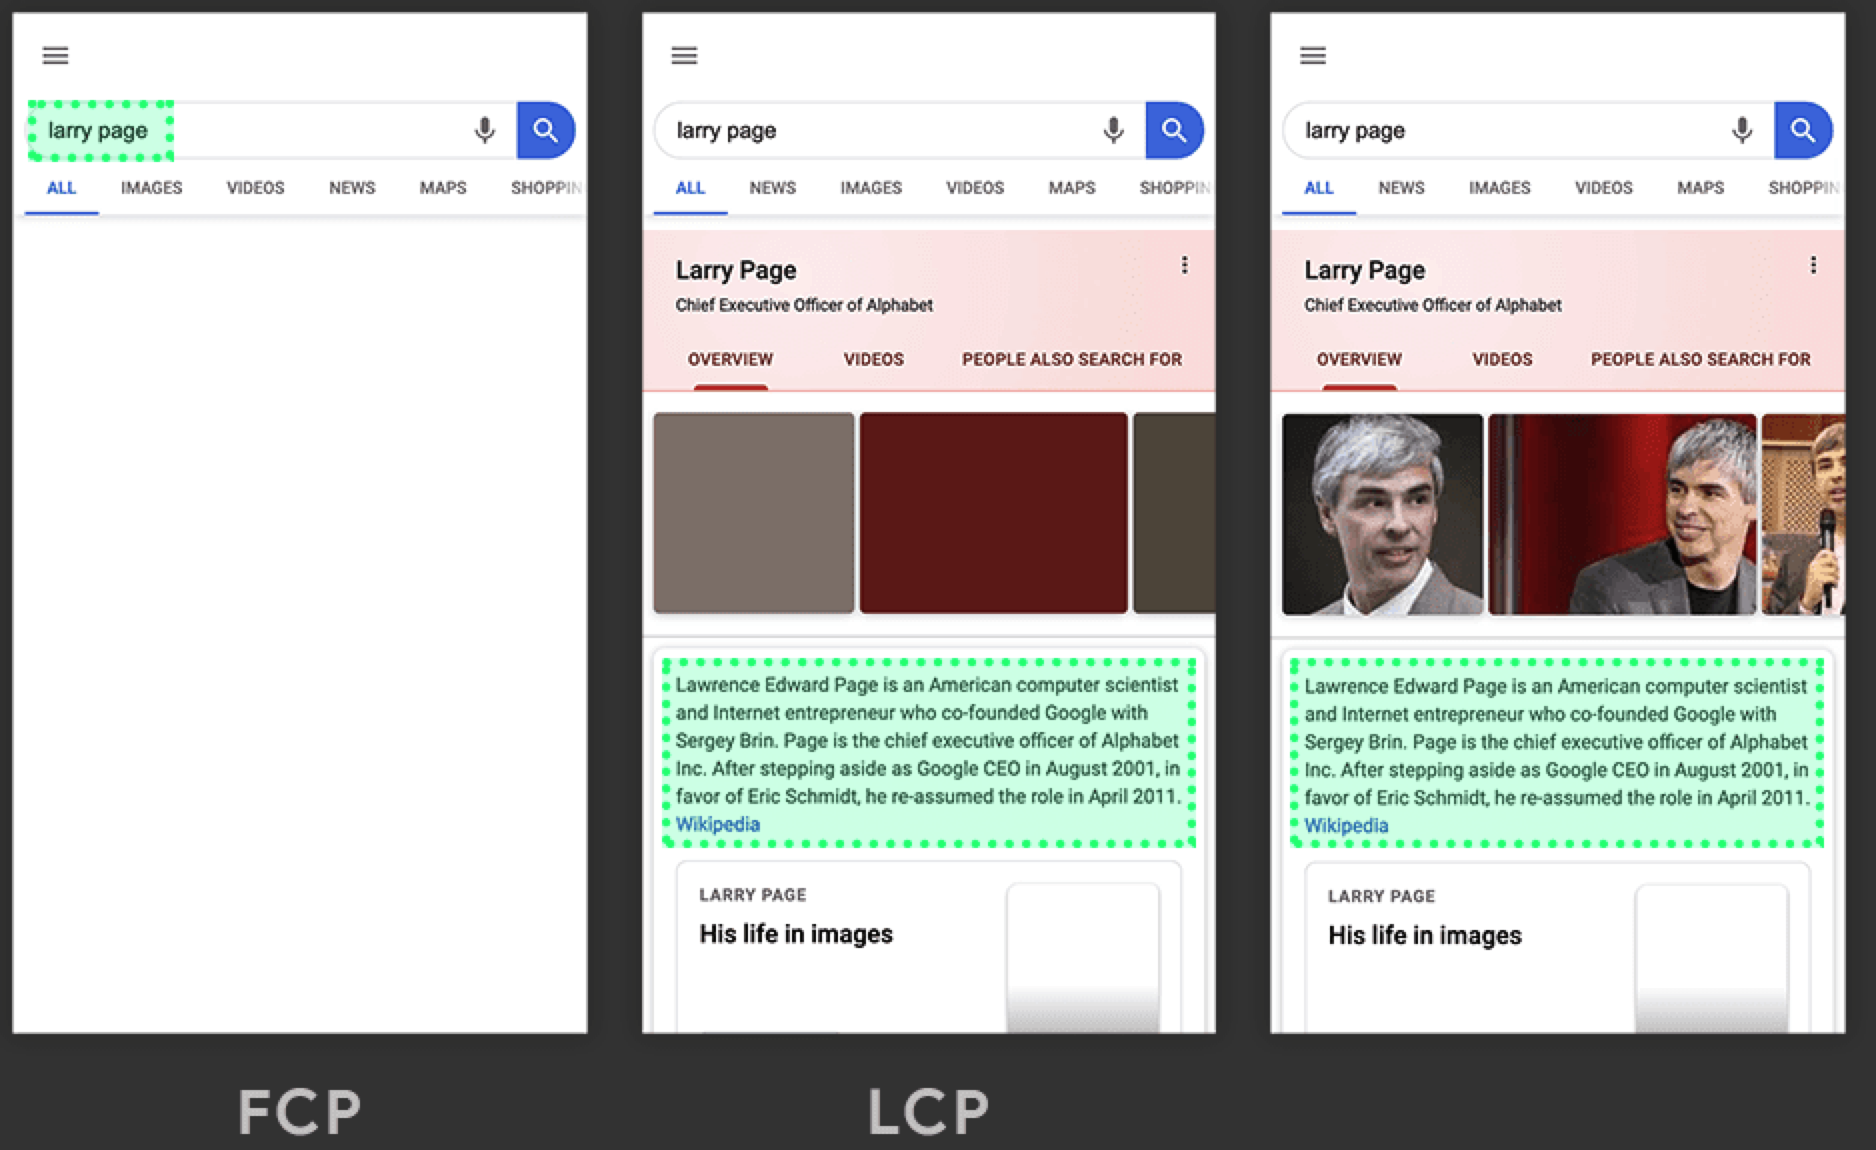 larry page
ALL IMAGES VIDEOS NEWS MAPS SHOPPIN
FCP
larry page
ALL NEWS IMAGES VIDEOS MAPS SHOPPIN
Larry Page
Chief Executive Officer of Alphabet
OVERVIEW VIDEOS PEOPLE ALSO SEARCH FOR
Lawrence Edward Page is an American computer scientist
and Internet entrepreneur who co-founded Google with
Sergey Brin. Page is the chief executive officer of Alphabet
Inc. After stepping aside as Google CEO in August 2001, in
favor of Eric Schmidt, he re-assumed the role in April 2011.
Wikipedia
LARRY PAGE
His life in images
LCP
larry page
ALL NEWS IMAGES VIDEOS MAPS SHOPPIN
Larry Page
Chief Executive Officer of Alphabet
OVERVIEW VIDEOS PEOPLE ALSO SEARCH FOR
Lawrence Edward Page is an American computer scientist
and Internet entrepreneur who co-founded Google with
Sergey Brin. Page is the chief executive officer of Alphabet
Inc. After stepping aside as Google CEO in August 2001, in
favor of Eric Schmidt, he re-assumed the role in April 2011.
Wikipedia
LARRY PAGE
His life in images